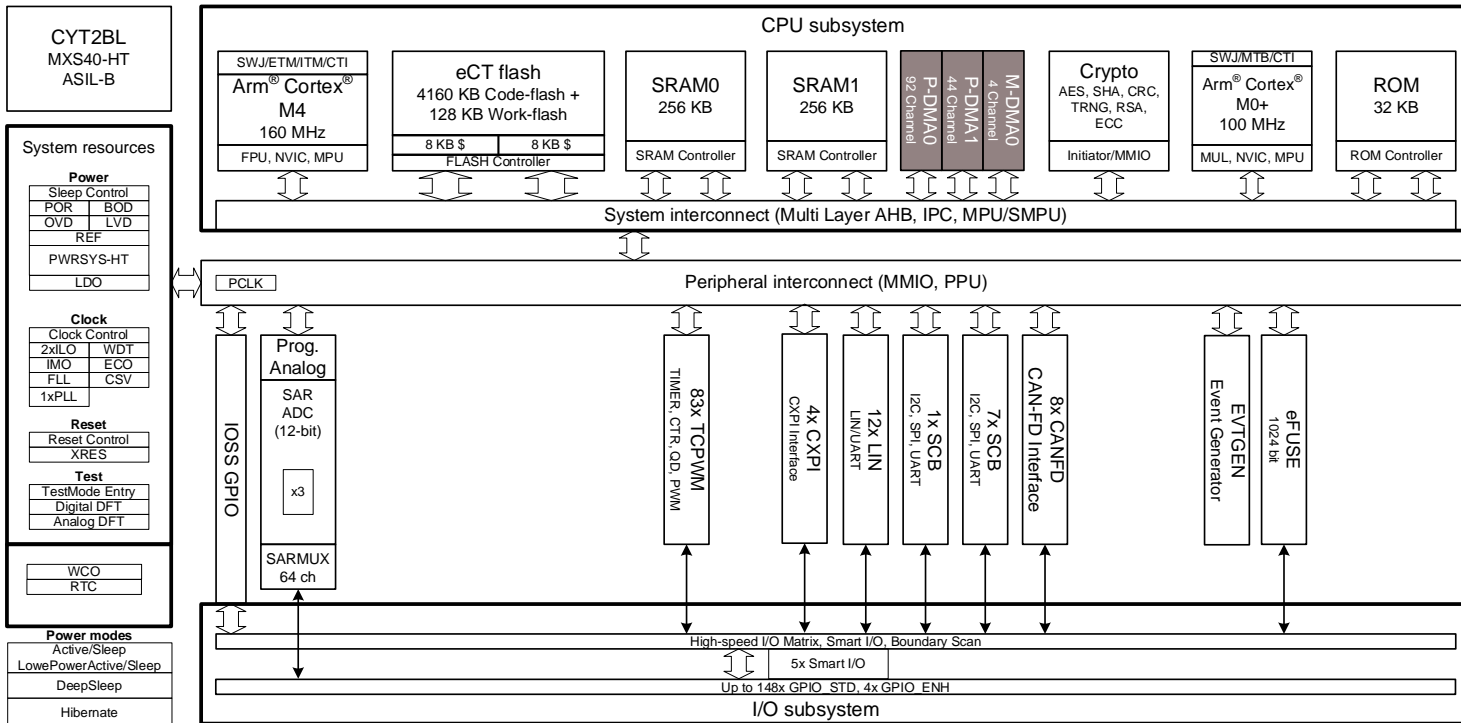 CYT2BL
MXS40-HT
ASIL-B
System resources
Power
Sleep Control
POR BOD
OVD LVD
REF
PWRSYS-HT
LDO
Clock
Clock Control
2xILO WDT
IMO ECO
FLL CSV
1xPLL
Reset
Reset Control
XRES
Test
TestMode Entry
Digital DFT
Analog DFT
WCO
RTC
Power modes
Active/Sleep
LowePowerActive/Sleep
DeepSleep
Hibernate
CPU subsystem
SWJ/ETM/ITM/CTI
Arm® Cortex®
M4
160 MHz
FPU, NVIC, MPU
eCT flash
4160 KB Code-flash +
128 KB Work-flash
8 KB $ 8 KB $
FLASH Controller
SRAM0
256 KB
SRAM Controller
SRAM1
256 KB
SRAM Controller
P-DMA0
92 Channel
P-DMA1
44 Channel
M-DMA0
4 Channel
Crypto
AES, SHA, CRC,
TRNG, RSA,
ECC
Initiator/MMIO
SWJ/MTB/CTI
Arm® Cortex®
M0+
100 MHz
MUL, NVIC, MPU
ROM
32 KB
ROM Controller
System interconnect (Multi Layer AHB, IPC, MPU/SMPU)
PCLK
Peripheral interconnect (MMIO, PPU)
IOSS GPIO
Prog.
Analog
SAR
ADC
(12-bit)
x3
SARMUX
64 ch
83x TCPWM
TIMER, CTR, QD, PWM
4x CXPI
CXPI Interface
12x LIN
LIN/UART
1x SCB
I2C, SPI, UART
7x SCB
I2C, SPI, UART
8x CANFD
CAN-FD Interface
EVTGEN
Event Generator
eFUSE
1024 bit
High-speed I/O Matrix, Smart I/O, Boundary Scan
5x Smart I/O
Up to 148x GPIO_STD, 4x GPIO_ENH
I/O subsystem